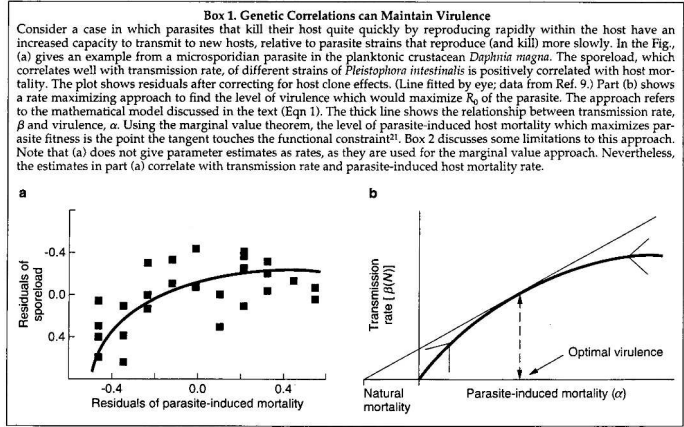 Box 1. Genetic Correlations can Maintain Virulence
Consider a case in which parasites that kill their host quite quickly by reproducing rapidly within the host have an
increased capacity to transmit to new hosts, relative to parasite strains that reproduce (and kill) more slowly. In the Fig.,
(a) gives an example from a microsporidian parasite in the planktonic crustacean Daphnia magna. The sporeload, which
correlates well with transmission rate, of different strains of Pleistophora intestinalis is positively correlated with host mor-
tality. The plot shows residuals after correcting for host clone effects. (Line fitted by eye; data from Ref. 9.) Part (b) shows
a rate maximizing approach to find the level of virulence which would maximize R0 of the parasite. The approach refers
to the mathematical model discussed in the text (Eqn 1). The thick line shows the relationship between transmission rate,
β and virulence, α. Using the marginal value theorem, the level of parasite-induced host mortality which maximizes par-
asite fitness is the point the tangent touches the functional constraint21. Box 2 discusses some limitations to this approach.
Note that (a) does not give parameter estimates as rates, as they are used for the marginal value approach. Nevertheless,
the estimates in part (a) correlate with transmission rate and parasite-induced host mortality rate.
a
Residuals of
sporeload
-0.4
0.0
0.4
-0.4 0.0 0.4
Residuals of parasite-induced mortality
b
Transmission
rate [β(N)]
Optimal virulence
Natural
mortality
Parasite-induced mortality (α)